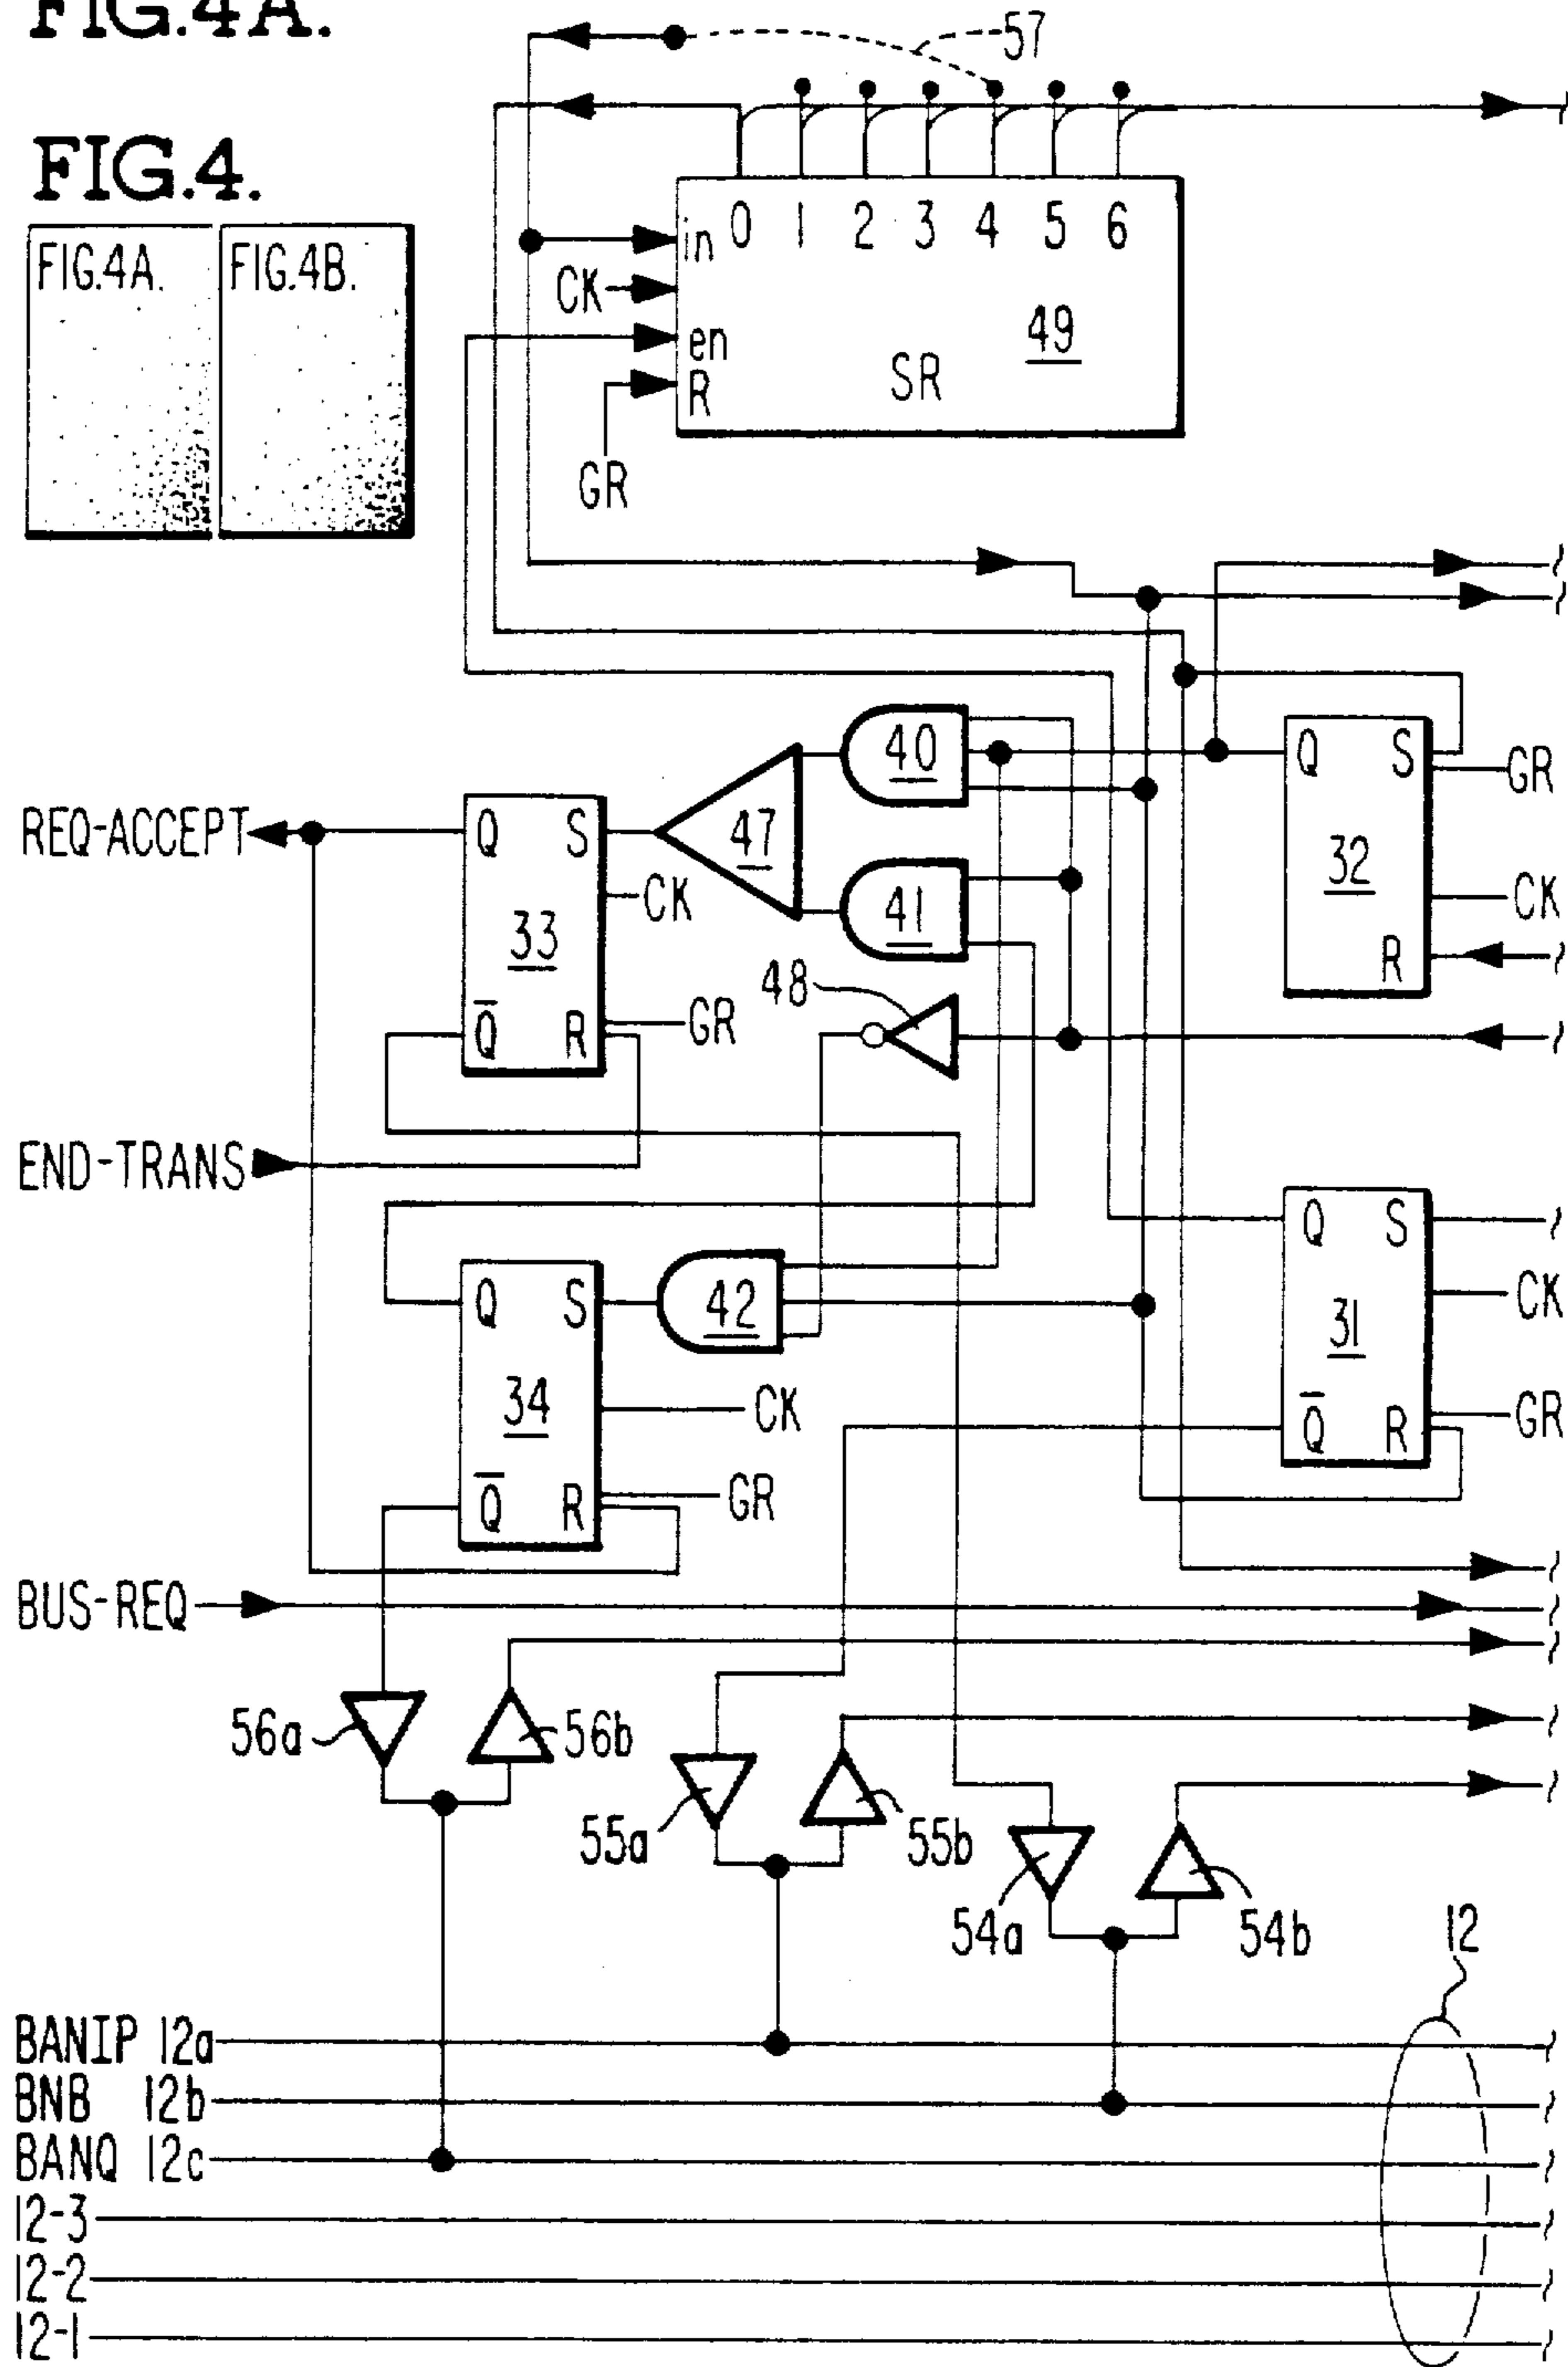 FIG.4A.
57
FIG.4.
FIG.4A. FIG.4B.
in 0 1 2 3 4 5 6
CK
en
49
SR
R
GR
40
Q S
GR
REQ-ACCEPT
Q S
47
32
CK
CK
41
33
R
48
Q̅ R
GR
END-TRANS
Q S
Q S
42
CK
31
34
CK
GR
Q̅ R
Q̅ R
GR
BUS-REQ
56a
56b
55a
55b
54a
54b
12
BANIP 12a
BNB 12b
BANQ 12c
12-3
12-2
12-1